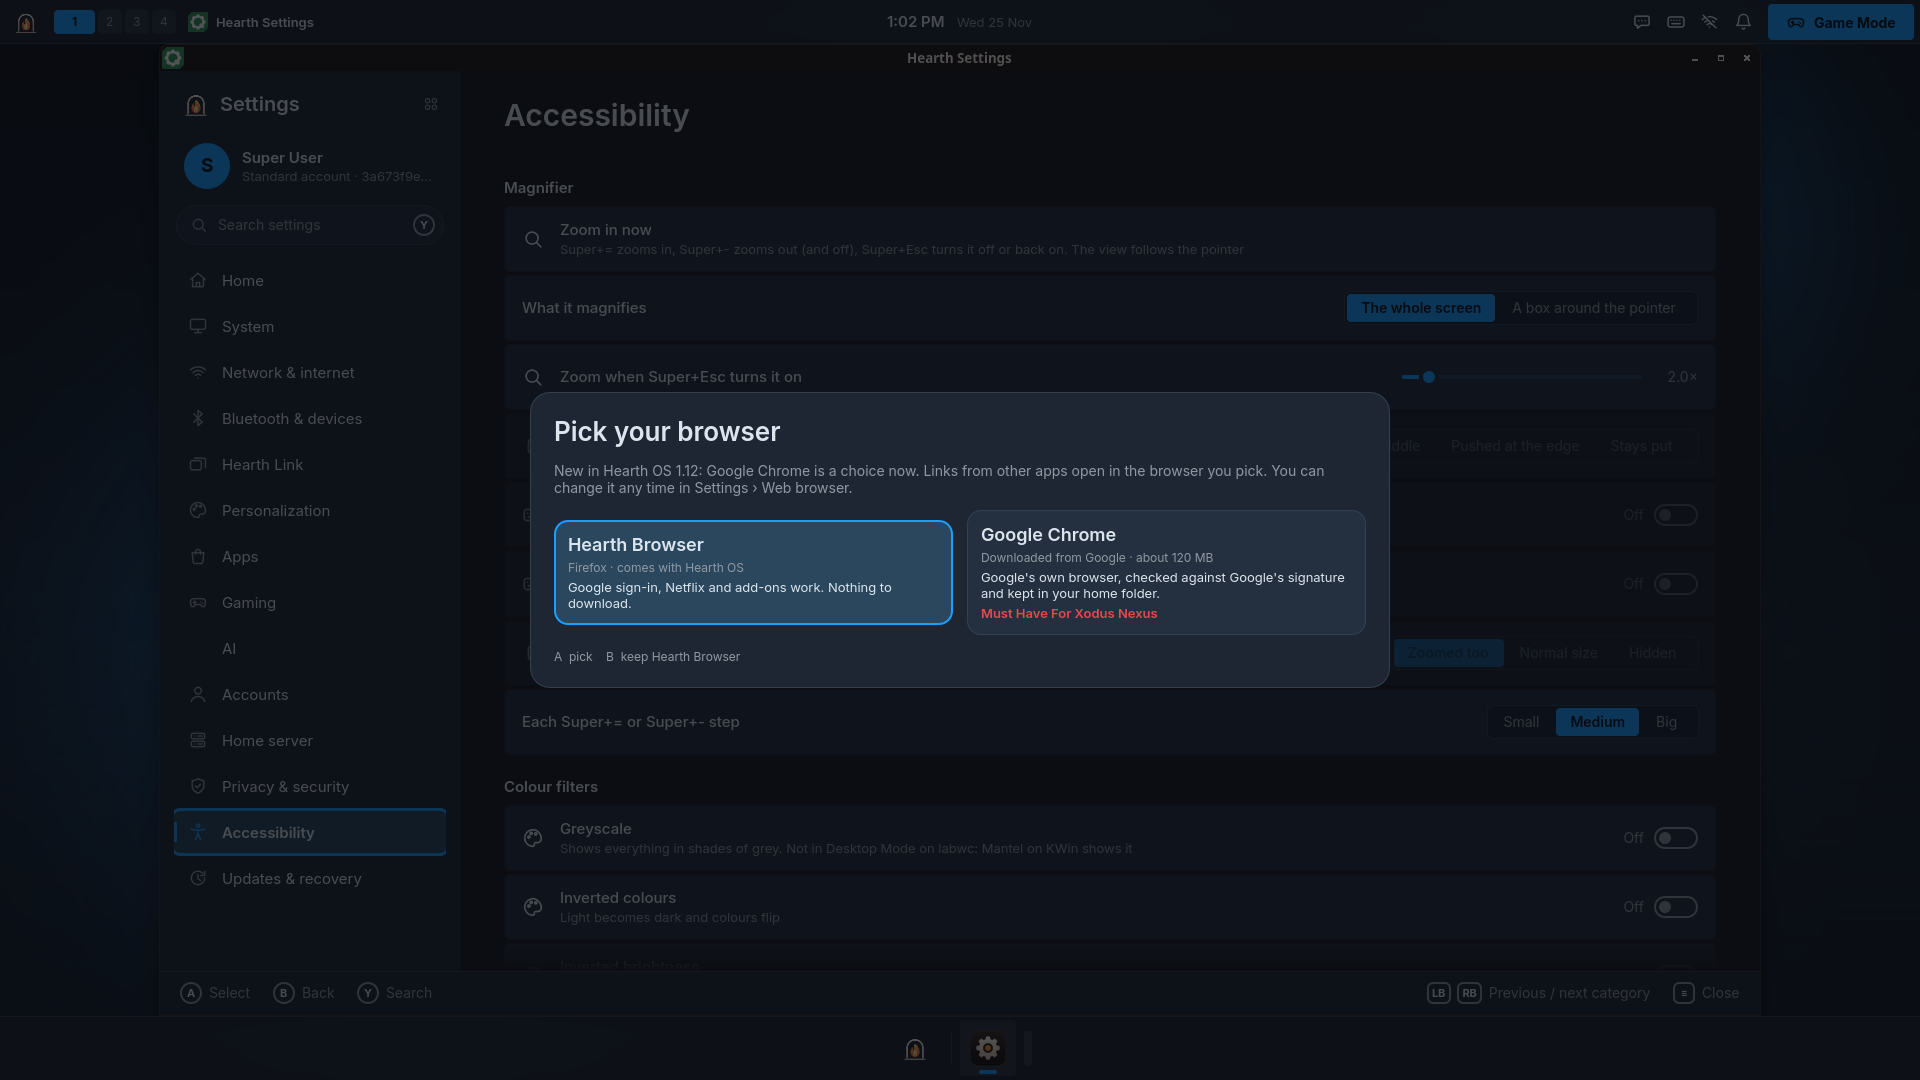 1 2 3 4 Hearth Settings
1:02 PM Wed 25 Nov
Game Mode
Hearth Settings
Settings
S
Super User
Standard account · 3a673f9e...
Search settings Y
Home
System
Network & internet
Bluetooth & devices
Hearth Link
Personalization
Apps
Gaming
AI
Accounts
Home server
Privacy & security
Accessibility
Updates & recovery
Accessibility
Magnifier
Zoom in now
Super+= zooms in, Super+- zooms out (and off), Super+Esc turns it off or back on. The view follows the pointer
What it magnifies
The whole screen A box around the pointer
Zoom when Super+Esc turns it on
2.0×
Pushed at the edge Stays put
Off
Off
Zoomed too Normal size Hidden
Pick your browser
New in Hearth OS 1.12: Google Chrome is a choice now. Links from other apps open in the browser you pick. You can
change it any time in Settings › Web browser.
Hearth Browser
Firefox · comes with Hearth OS
Google sign-in, Netflix and add-ons work. Nothing to
download.
Google Chrome
Downloaded from Google · about 120 MB
Google's own browser, checked against Google's signature
and kept in your home folder.
Must Have For Xodus Nexus
A pick B keep Hearth Browser
Each Super+= or Super+- step
Small Medium Big
Colour filters
Greyscale
Shows everything in shades of grey. Not in Desktop Mode on labwc: Mantel on KWin shows it
Off
Inverted colours
Light becomes dark and colours flip
Off
Inverted brightness
A Select B Back Y Search
LB RB Previous / next category ≡ Close